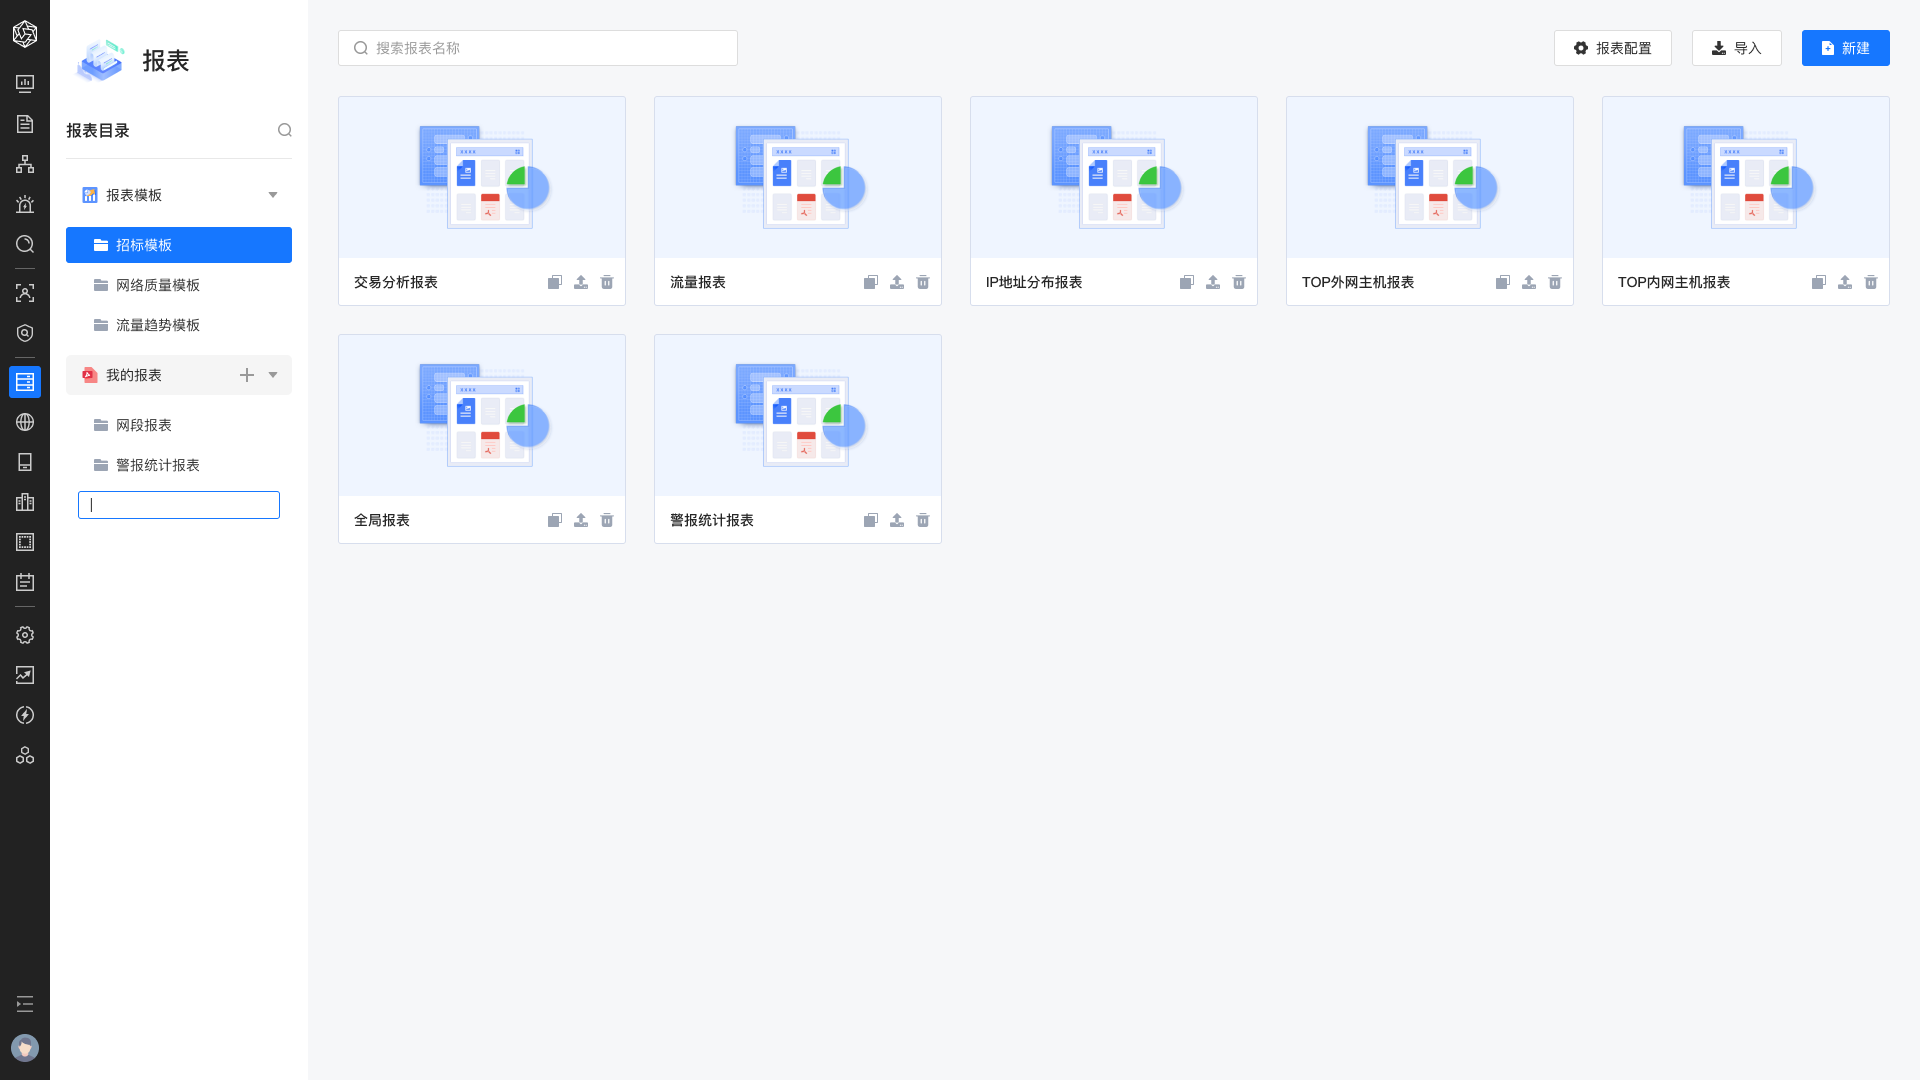 报表
报表目录
报表模板
招标模板
网络质量模板
流量趋势模板
我的报表
网段报表
警报统计报表
搜索报表名称
报表配置
导入
新建
交易分析报表
流量报表
IP地址分布报表
TOP外网主机报表
TOP内网主机报表
全局报表
警报统计报表